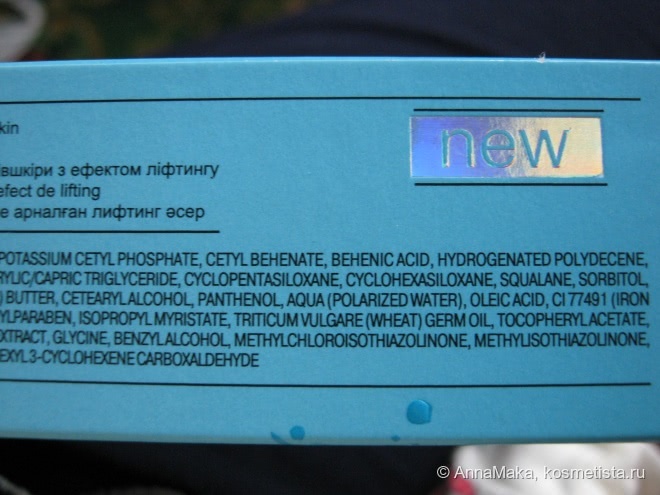 kin
new
івшкіри з ефектом ліфтингу
efect de lifting
е арналған лифтинг әсер
POTASSIUM CETYL PHOSPHATE, CETYL BEHENATE, BEHENIC ACID, HYDROGENATED POLYDECENE,
RYLIC/CAPRIC TRIGLYCERIDE, CYCLOPENTASILOXANE, CYCLOHEXASILOXANE, SQUALANE, SORBITOL,
) BUTTER, CETEARYL ALCOHOL, PANTHENOL, AQUA (POLARIZED WATER), OLEIC ACID, CI 77491 (IRON
YLPARABEN, ISOPROPYL MYRISTATE, TRITICUM VULGARE (WHEAT) GERM OIL, TOCOPHERYL ACETATE,
EXTRACT, GLYCINE, BENZYL ALCOHOL, METHYLCHLOROISOTHIAZOLINONE, METHYLISOTHIAZOLINONE,
EXYL 3-CYCLOHEXENE CARBOXALDEHYDE
© AnnaMaka, kosmetista.ru